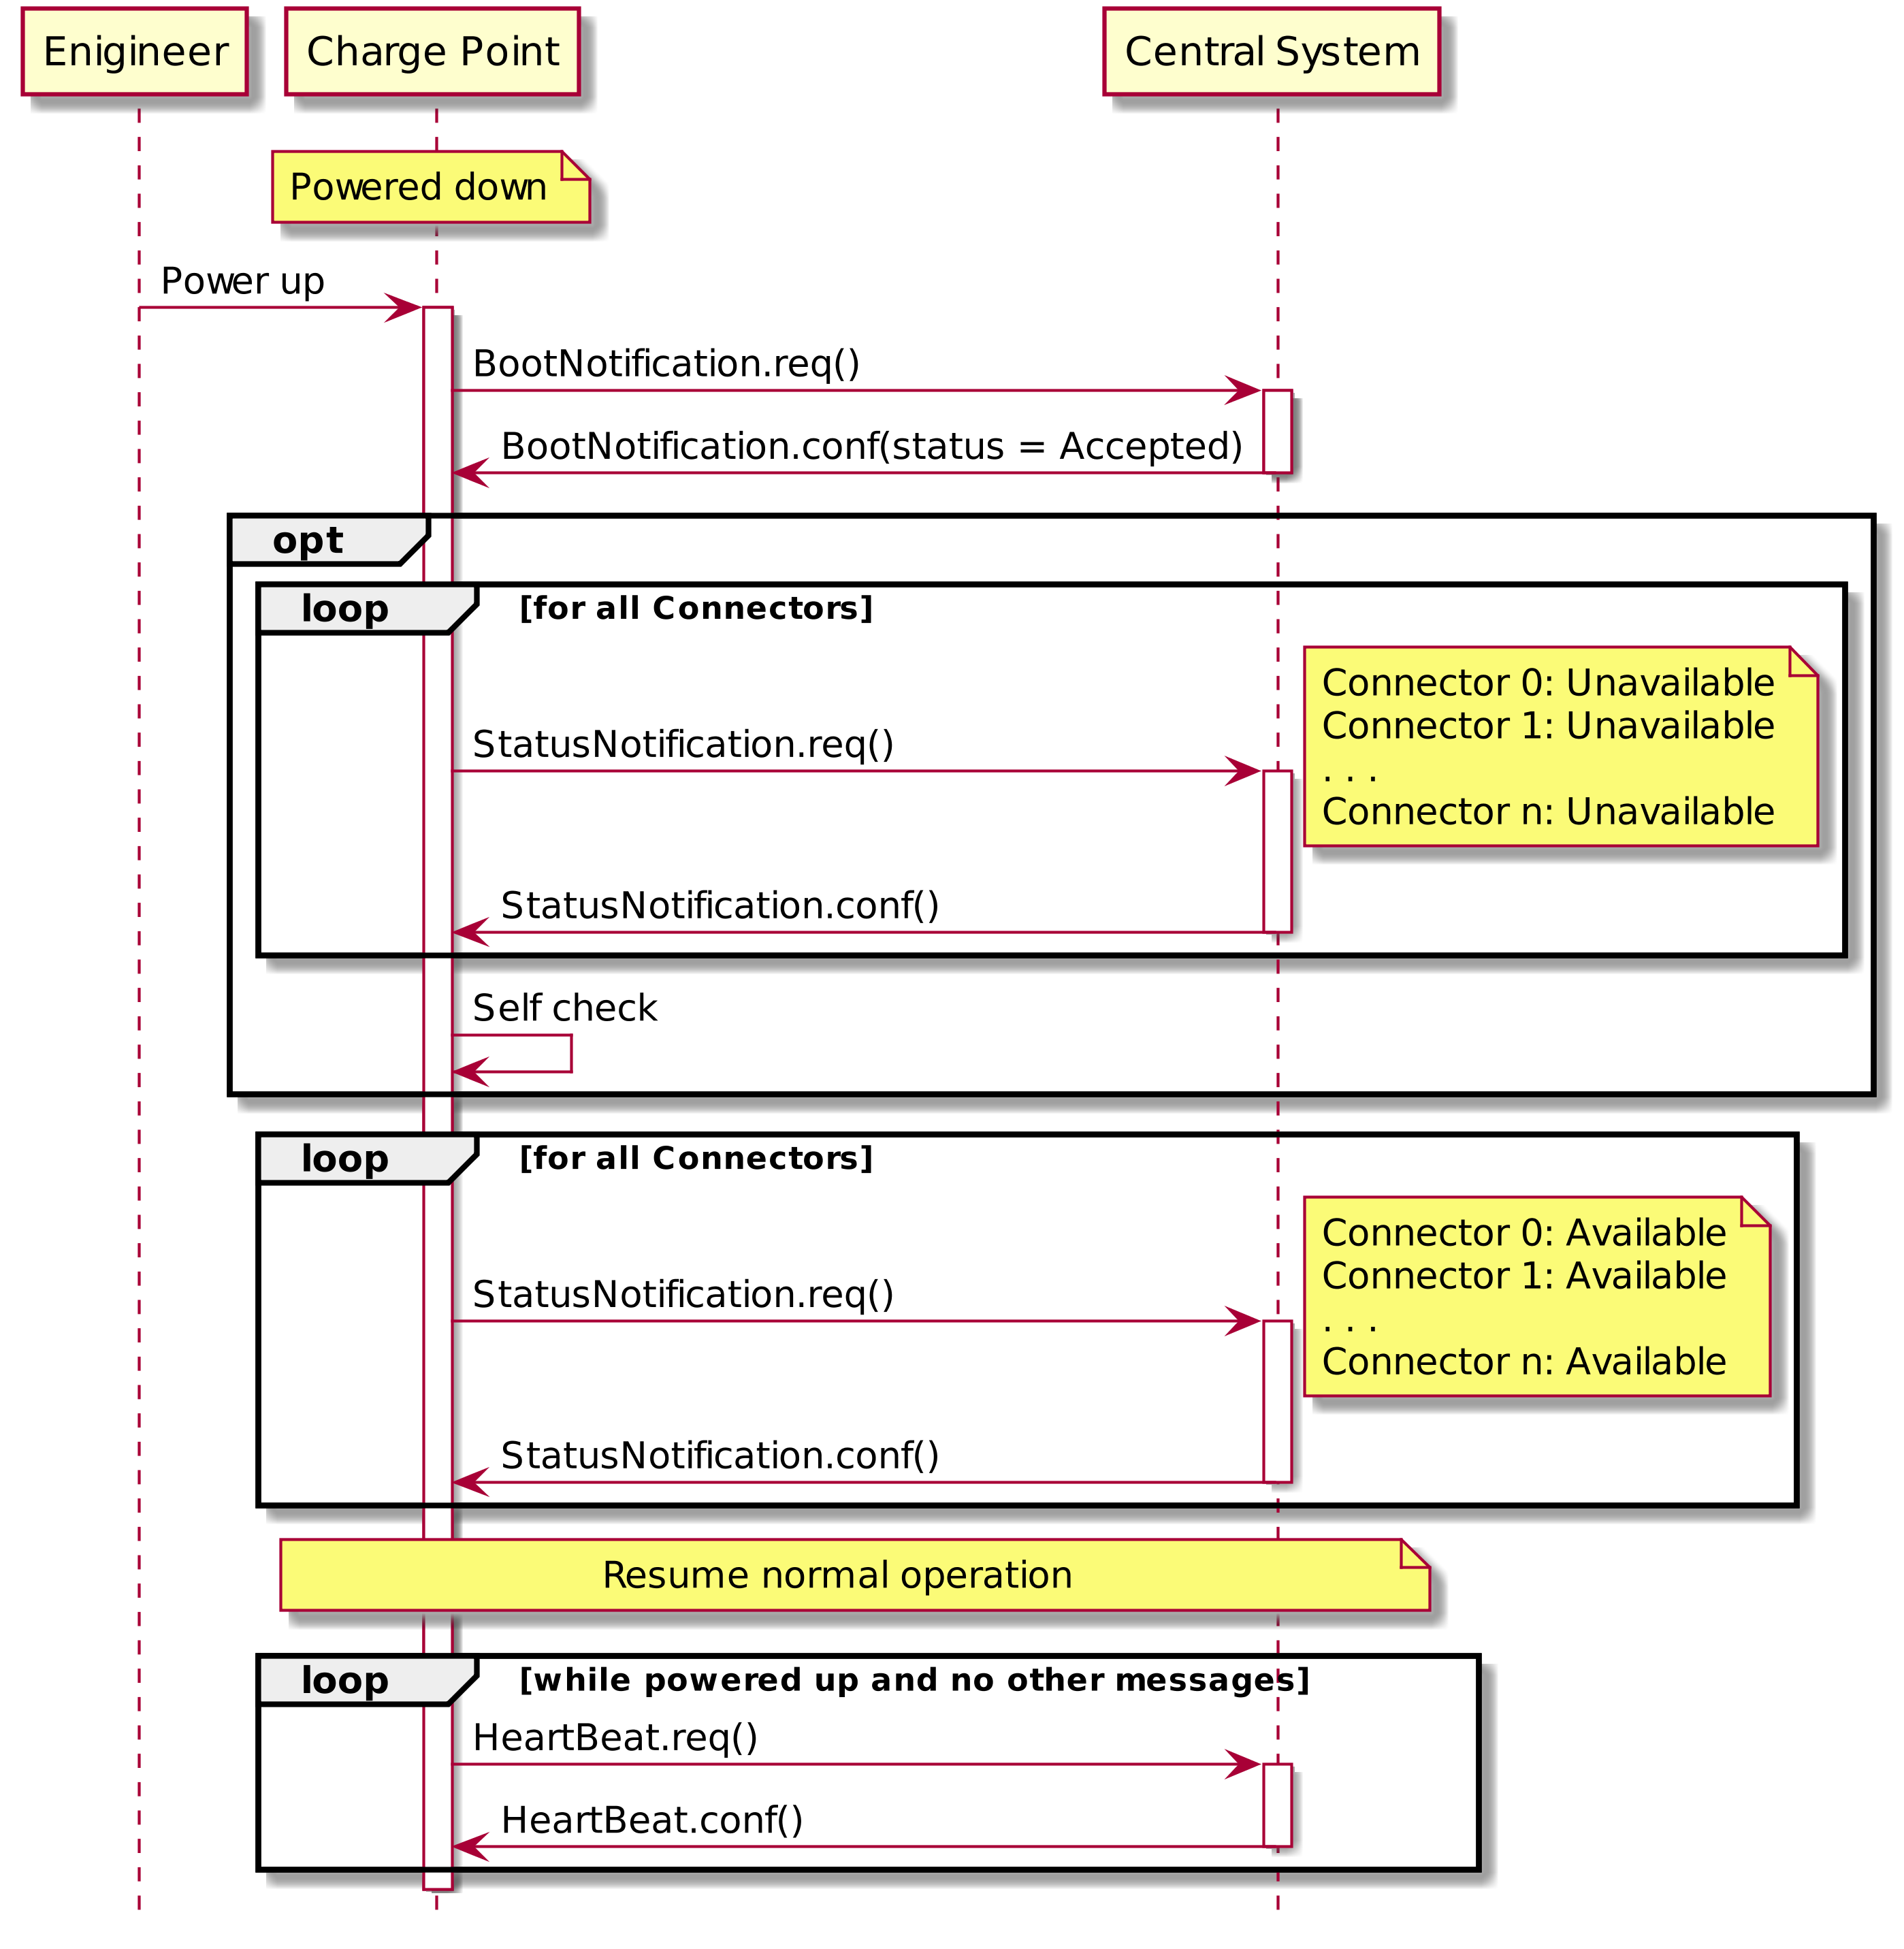 Enigineer
Charge Point
Central System
Powered down
Power up
BootNotification.req()
BootNotification.conf(status = Accepted)
opt
loop [for all Connectors]
Connector 0: Unavailable
Connector 1: Unavailable
. . .
Connector n: Unavailable
StatusNotification.req()
StatusNotification.conf()
Self check
loop [for all Connectors]
Connector 0: Available
Connector 1: Available
. . .
Connector n: Available
StatusNotification.req()
StatusNotification.conf()
Resume normal operation
loop [while powered up and no other messages]
HeartBeat.req()
HeartBeat.conf()